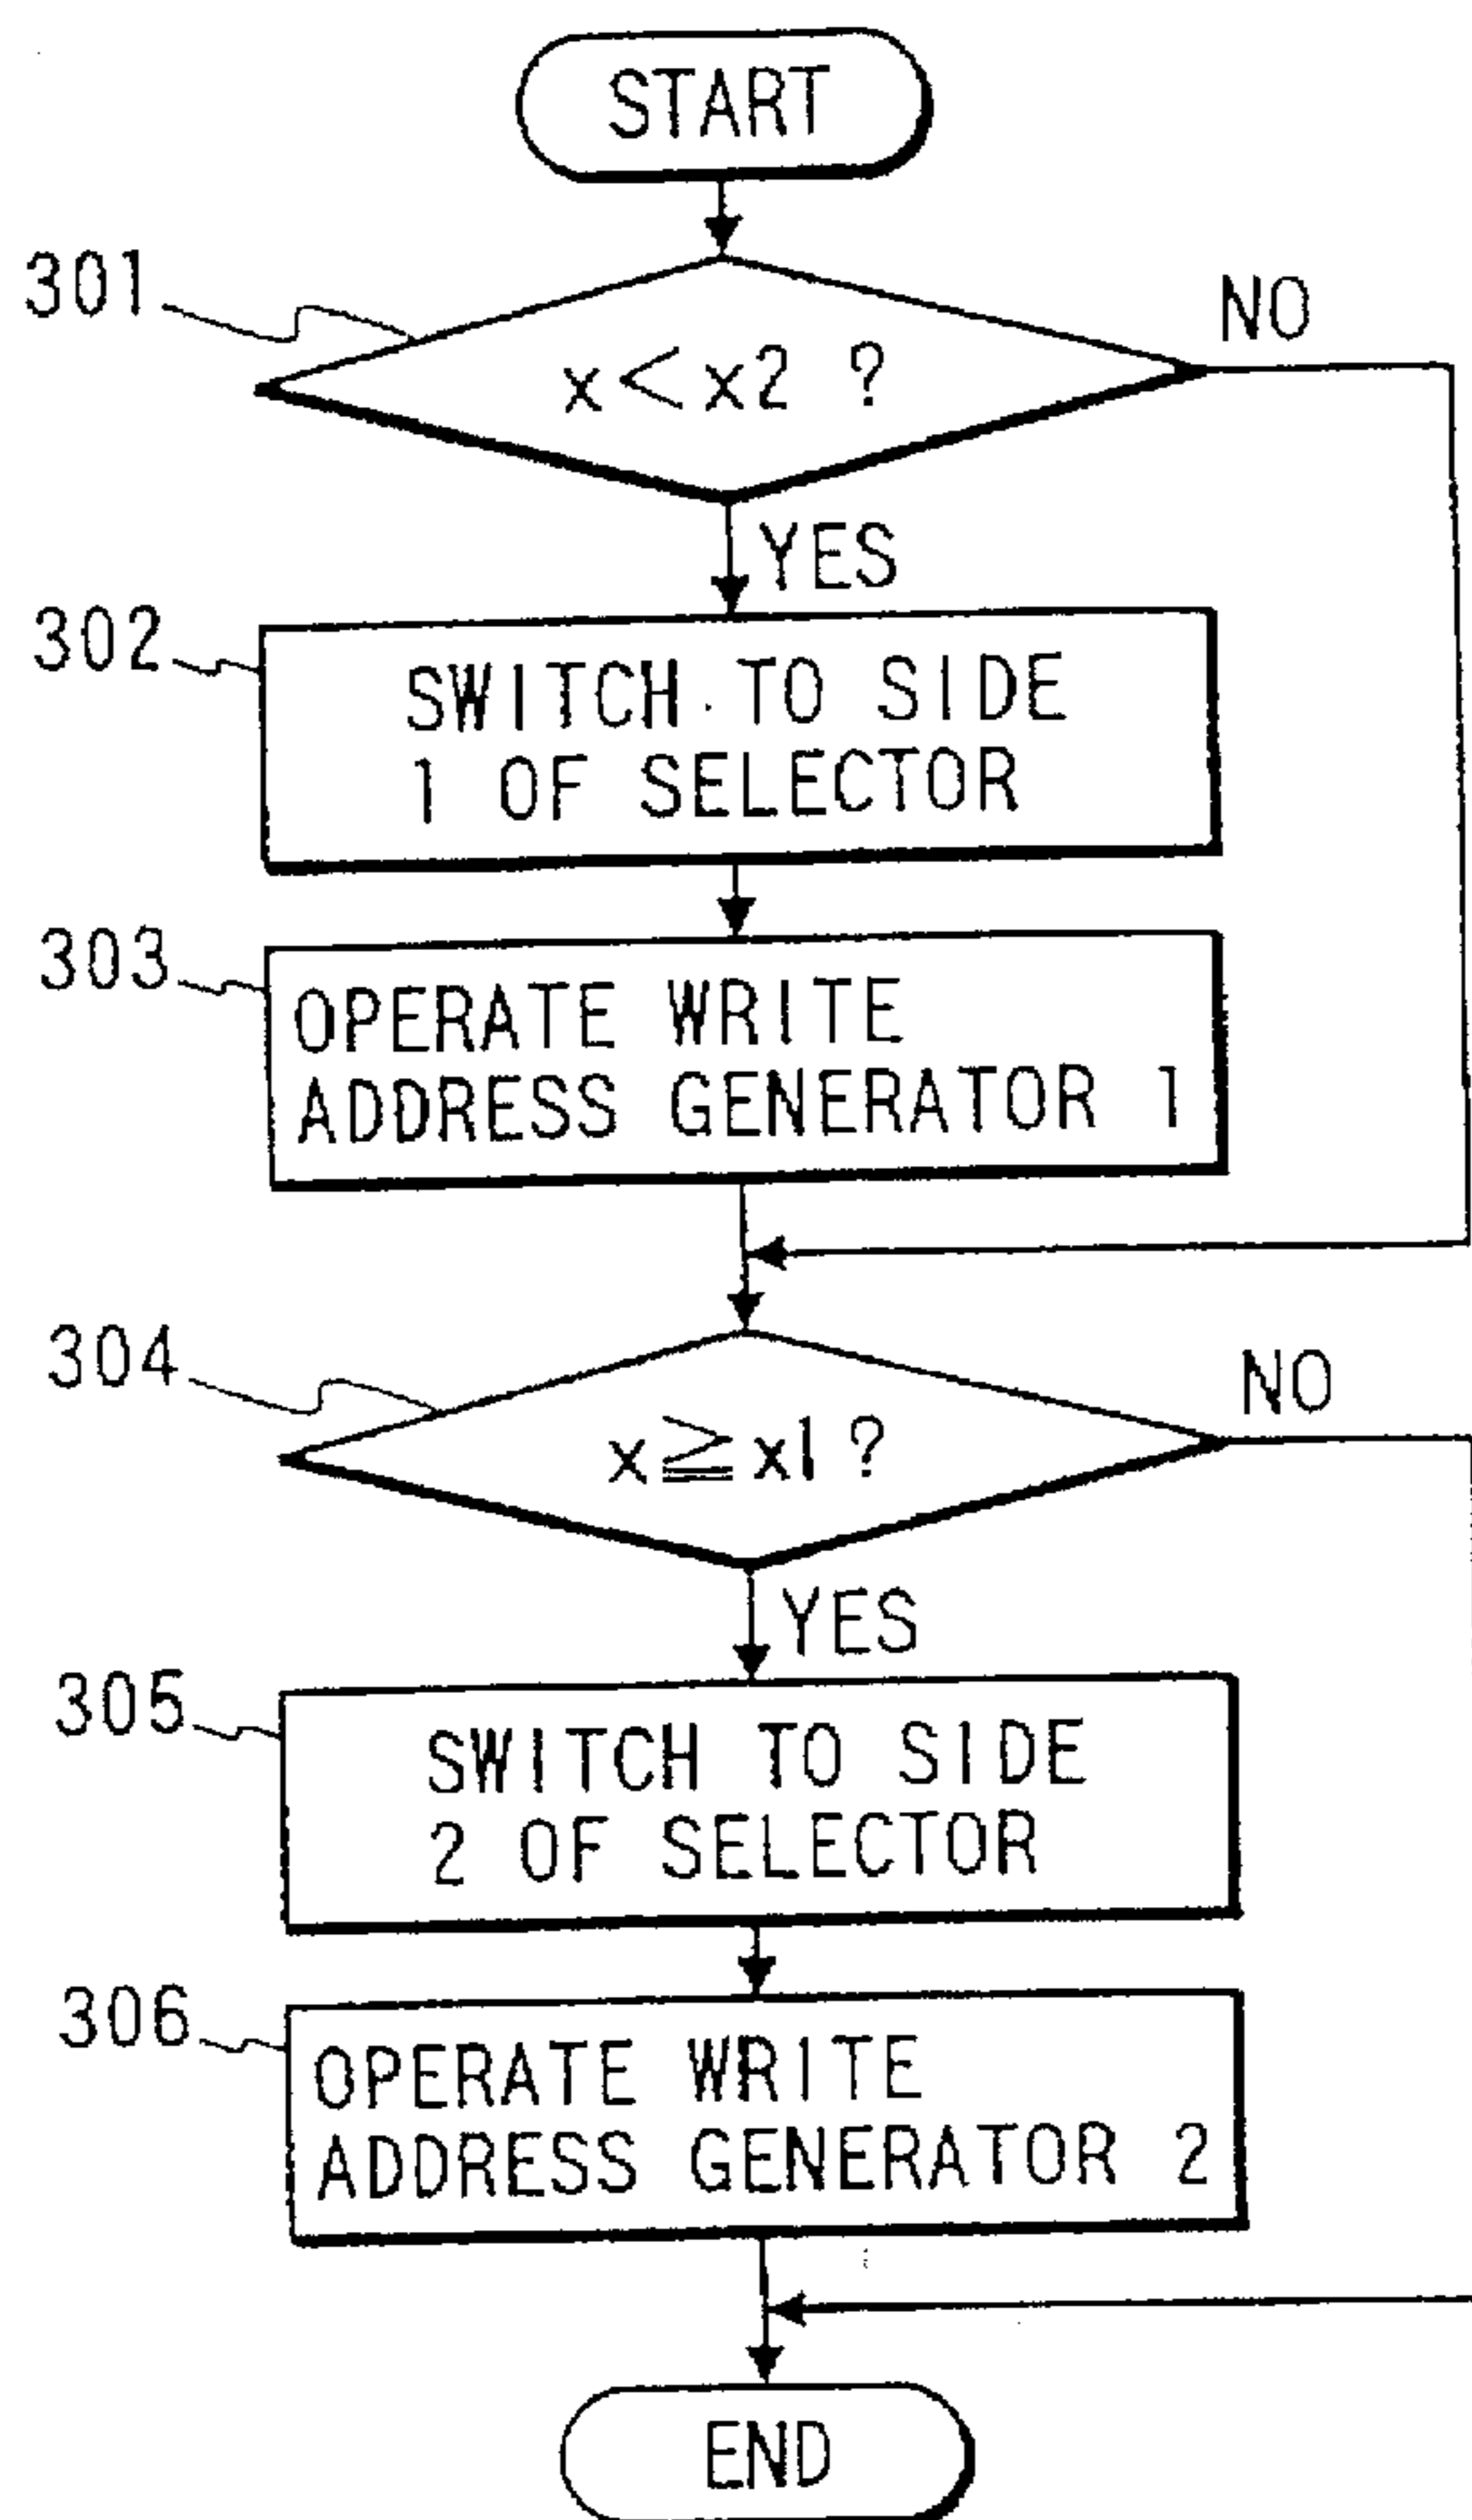 START
301
NO
x<x2 ?
YES
302
SWITCH TO SIDE
1 OF SELECTOR
303
OPERATE WRITE
ADDRESS GENERATOR 1
304
NO
x≧x1 ?
YES
305
SWITCH TO SIDE
2 OF SELECTOR
306
OPERATE WRITE
ADDRESS GENERATOR 2
END